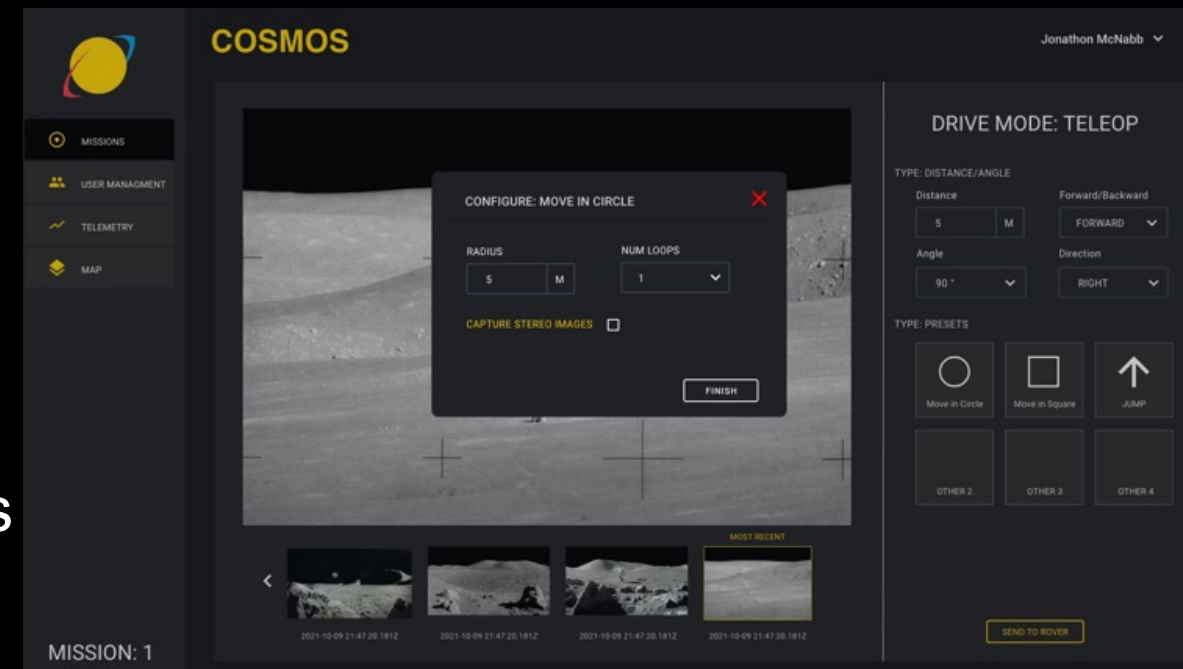 COSMOS
Jonathon McNabb
MISSIONS
USER MANAGMENT
TELEMETRY
MAP
MISSION: 1
s
CONFIGURE: MOVE IN CIRCLE
RADIUS
NUM LOOPS
5 M
1
CAPTURE STEREO IMAGES
FINISH
MOST RECENT
2021-10-09 21:47:20.181Z
2021-10-09 21:47:20.181Z
2021-10-09 21:47:20.181Z
2021-10-09 21:47:20.181Z
DRIVE MODE: TELEOP
TYPE: DISTANCE/ANGLE
Distance
Forward/Backward
5 M
FORWARD
Angle
Direction
90 °
RIGHT
TYPE: PRESETS
Move in Circle
Move in Square
JUMP
OTHER 2
OTHER 3
OTHER 4
SEND TO ROVER